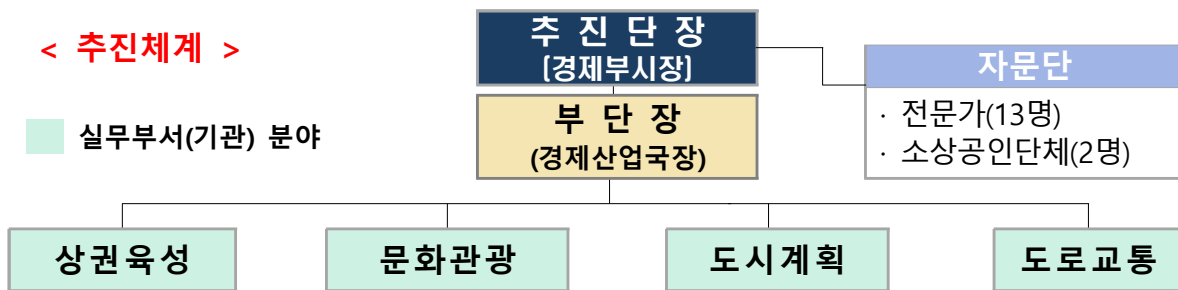 < 추진체계 >
추 진 단 장
(경제부시장)
자문단
· 전문가(13명)
· 소상공인단체(2명)
부 단 장
(경제산업국장)
실무부서(기관) 분야
상권육성
문화관광
도시계획
도로교통